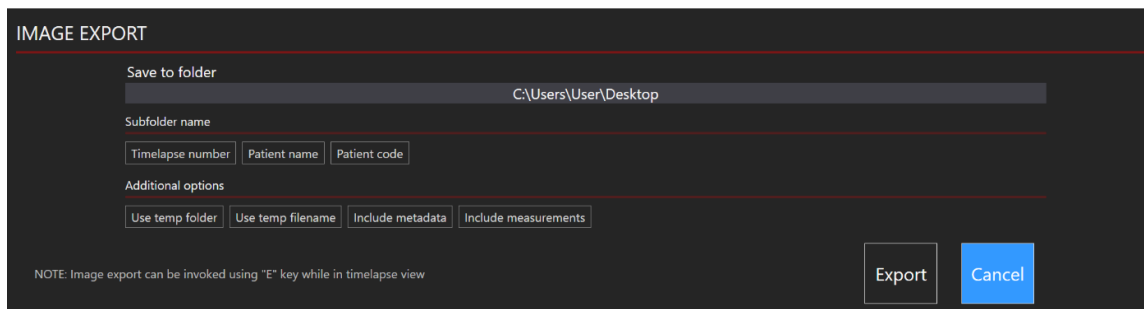 IMAGE EXPORT
Save to folder
C:\Users\User\Desktop
Subfolder name
Timelapse number Patient name Patient code
Additional options
Use temp folder Use temp filename Include metadata Include measurements
NOTE: Image export can be invoked using "E" key while in timelapse view
Export Cancel